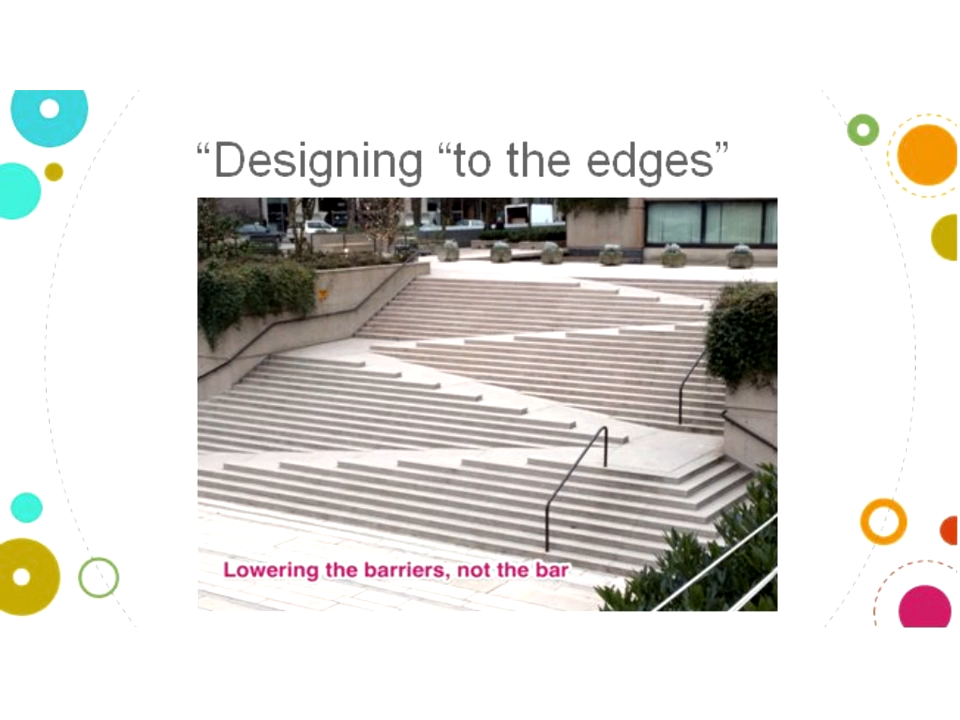 “Designing “to the edges”
Lowering the barriers, not the bar